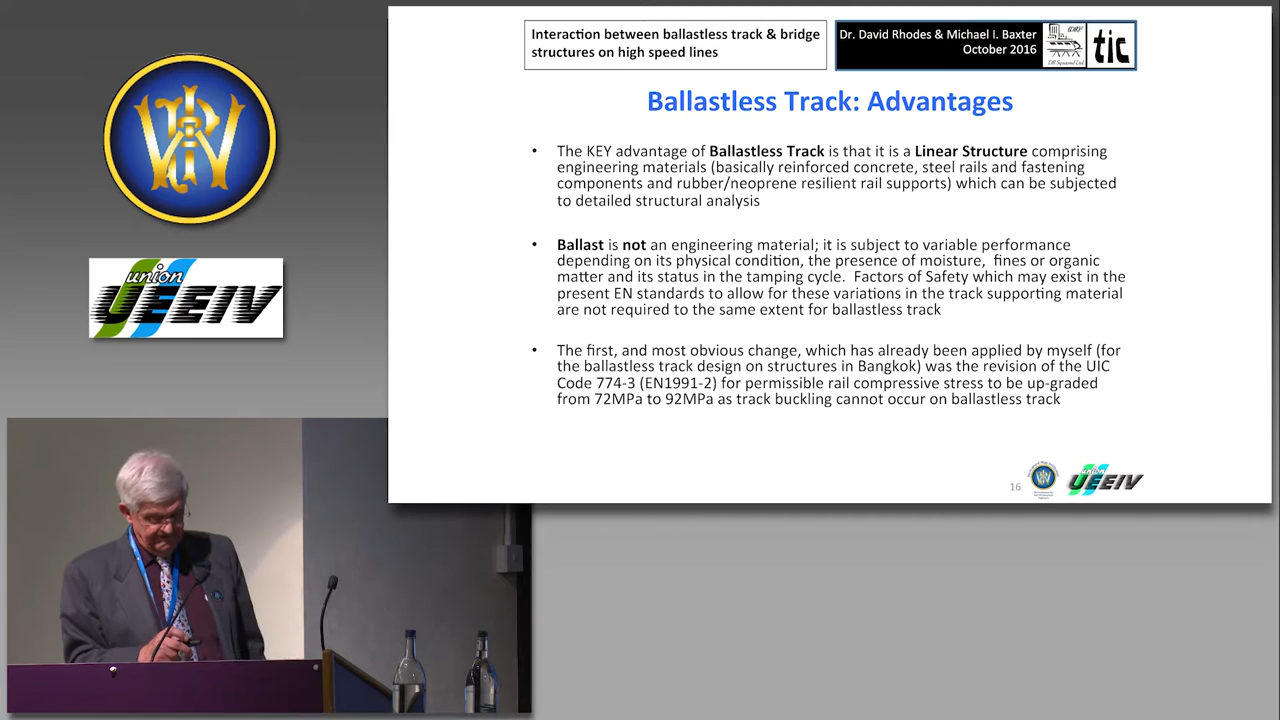 Interaction between ballastless track & bridge
structures on high speed lines
Dr. David Rhodes & Michael I. Baxter
October 2016
tic
Ballastless Track: Advantages
• The KEY advantage of Ballastless Track is that it is a Linear Structure comprising
engineering materials (basically reinforced concrete, steel rails and fastening
components and rubber/neoprene resilient rail supports) which can be subjected
to detailed structural analysis
• Ballast is not an engineering material; it is subject to variable performance
depending on its physical condition, the presence of moisture, fines or organic
matter and its status in the tamping cycle. Factors of Safety which may exist in the
present EN standards to allow for these variations in the track supporting material
are not required to the same extent for ballastless track
• The first, and most obvious change, which has already been applied by myself (for
the ballastless track design on structures in Bangkok) was the revision of the UIC
Code 774-3 (EN1991-2) for permissible rail compressive stress to be up-graded
from 72MPa to 92MPa as track buckling cannot occur on ballastless track
16
union
UEEIV
union
UEEIV